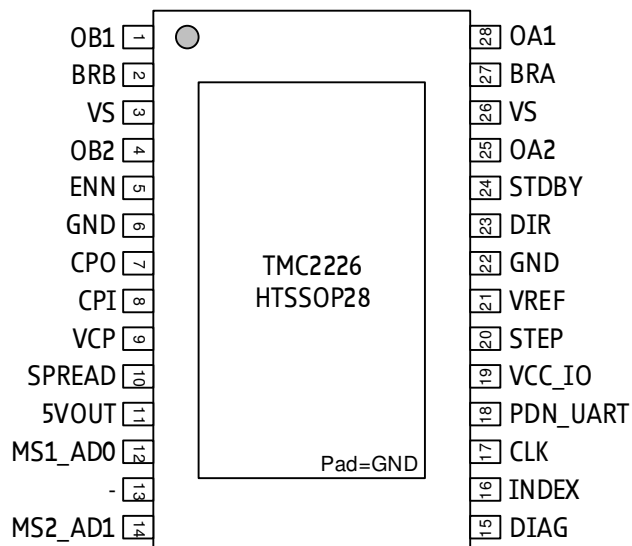 OB1 1 28 OA1
BRB 2 27 BRA
VS 3 26 VS
OB2 4 25 OA2
ENN 5 24 STDBY
GND 6 23 DIR
CPO 7 22 GND
CPI 8 21 VREF
VCP 9 20 STEP
SPREAD 10 19 VCC_IO
5VOUT 11 18 PDN_UART
MS1_AD0 12 17 CLK
- 13 16 INDEX
MS2_AD1 14 15 DIAG
TMC2226
HTSSOP28
Pad=GND